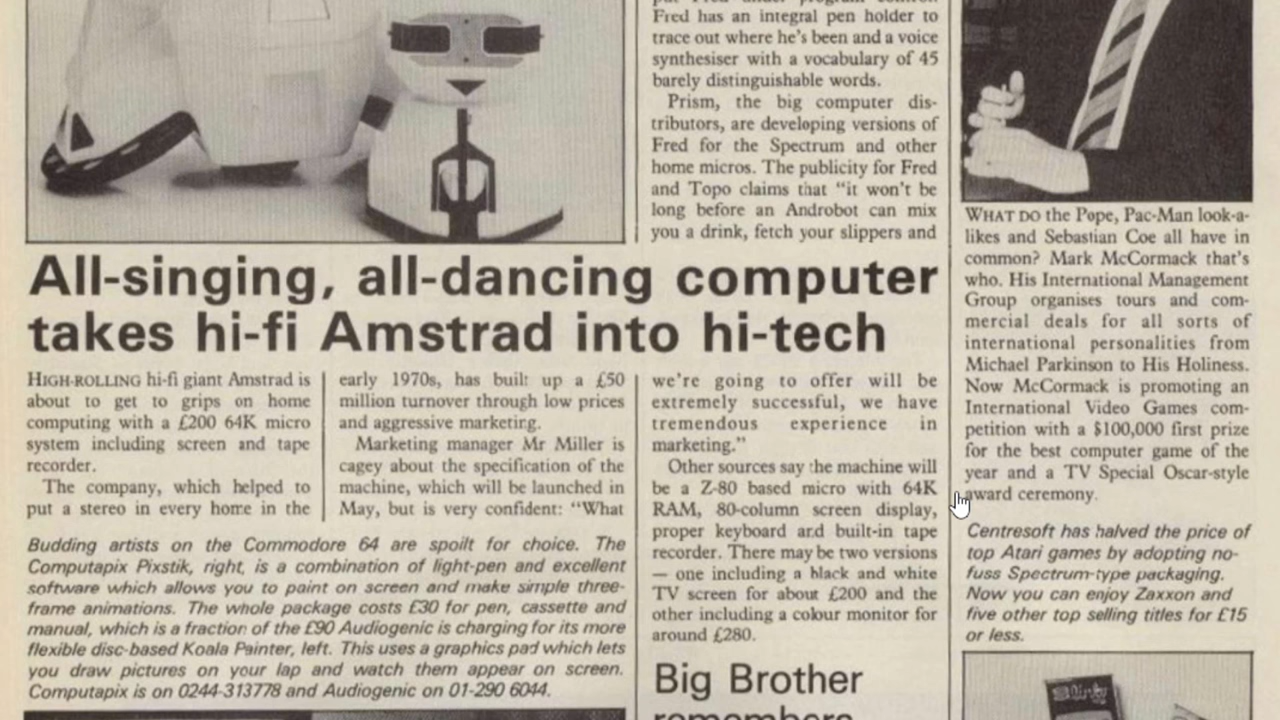 Fred has an integral pen holder to
trace out where he's been and a voice
synthesiser with a vocabulary of 45
barely distinguishable words.
Prism, the big computer dis-
tributors, are developing versions of
Fred for the Spectrum and other
home micros. The publicity for Fred
and Topo claims that "it won't be
long before an Androbot can mix
you a drink, fetch your slippers and
All-singing, all-dancing computer
takes hi-fi Amstrad into hi-tech
HIGH-ROLLING hi-fi giant Amstrad is
about to get to grips on home
computing with a £200 64K micro
system including screen and tape
recorder.
The company, which helped to
put a stereo in every home in the
early 1970s, has built up a £50
million turnover through low prices
and aggressive marketing.
Marketing manager Mr Miller is
cagey about the specification of the
machine, which will be launched in
May, but is very confident: "What
we're going to offer will be
extremely successful, we have
tremendous experience in
marketing."
Other sources say the machine will
be a Z-80 based micro with 64K
RAM, 80-column screen display,
proper keyboard and built-in tape
recorder. There may be two versions
— one including a black and white
TV screen for about £200 and the
other including a colour monitor for
around £280.
Budding artists on the Commodore 64 are spoilt for choice. The
Computapix Pixstik, right, is a combination of light-pen and excellent
software which allows you to paint on screen and make simple three-
frame animations. The whole package costs £30 for pen, cassette and
manual, which is a fraction of the £90 Audiogenic is charging for its more
flexible disc-based Koala Painter, left. This uses a graphics pad which lets
you draw pictures on your lap and watch them appear on screen.
Computapix is on 0244-313778 and Audiogenic on 01-290 6044.
Big Brother
remembers
WHAT DO the Pope, Pac-Man look-a-
likes and Sebastian Coe all have in
common? Mark McCormack that's
who. His International Management
Group organises tours and com-
mercial deals for all sorts of
international personalities from
Michael Parkinson to His Holiness.
Now McCormack is promoting an
International Video Games com-
petition with a $100,000 first prize
for the best computer game of the
year and a TV Special Oscar-style
award ceremony.
Centresoft has halved the price of
top Atari games by adopting no-
fuss Spectrum-type packaging.
Now you can enjoy Zaxxon and
five other top selling titles for £15
or less.